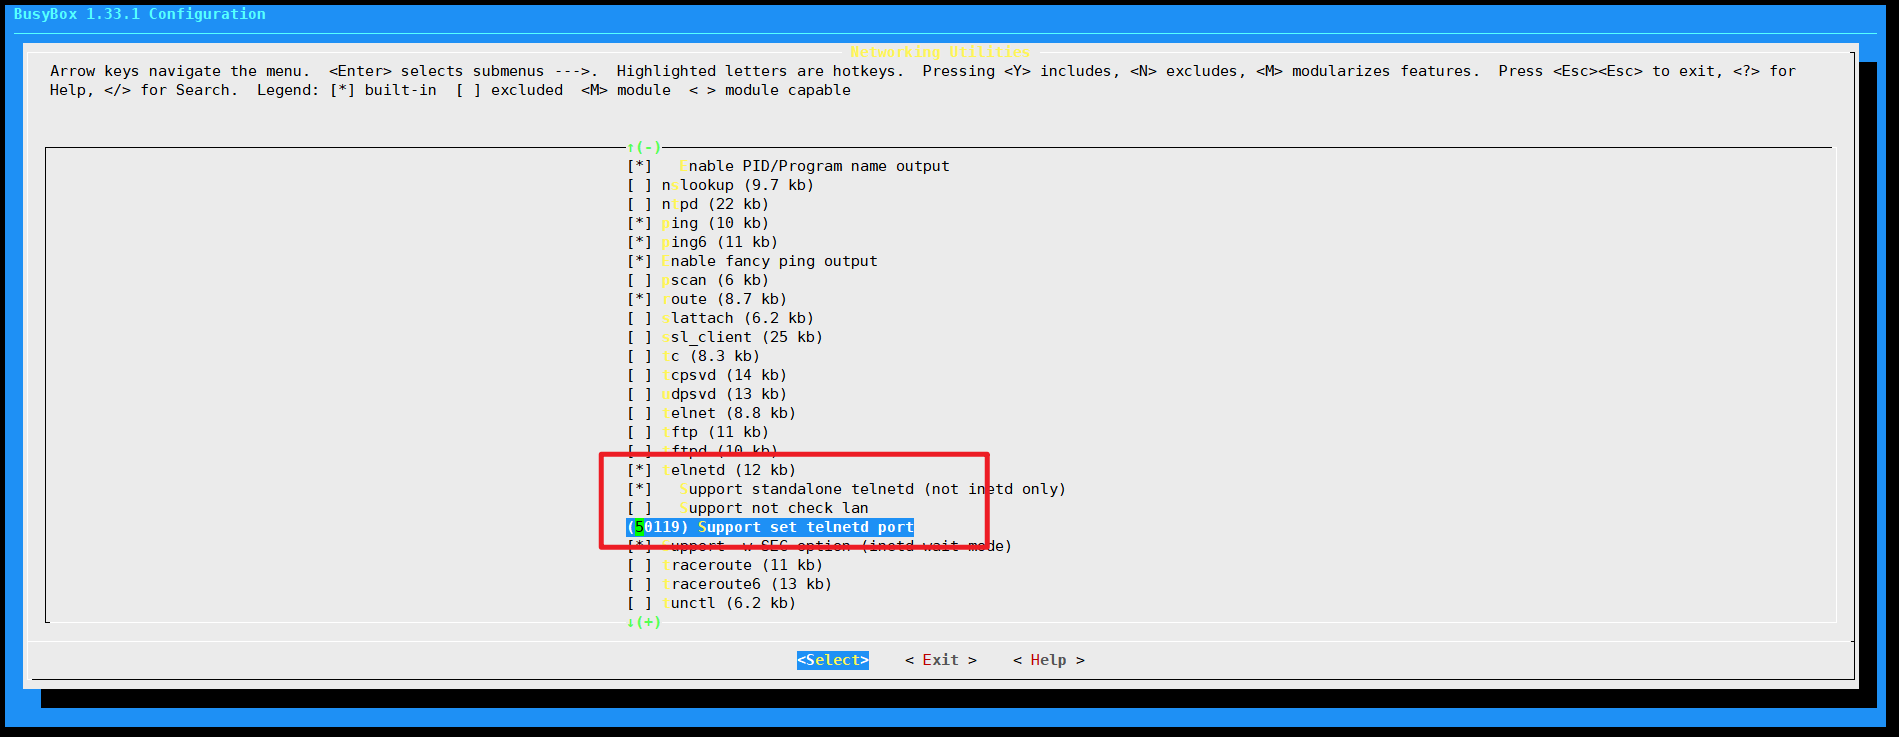 BusyBox 1.33.1 Configuration
Networking Utilities
Arrow keys navigate the menu.  <Enter> selects submenus --->.  Highlighted letters are hotkeys.  Pressing <Y> includes, <N> excludes, <M> modularizes features.  Press <Esc><Esc> to exit, <?> for
Help, </> for Search.  Legend: [*] built-in  [ ] excluded  <M> module  < > module capable
↑(-)
[*]   Enable PID/Program name output
[ ] nslookup (9.7 kb)
[ ] ntpd (22 kb)
[*] ping (10 kb)
[*] ping6 (11 kb)
[*] Enable fancy ping output
[ ] pscan (6 kb)
[*] route (8.7 kb)
[ ] slattach (6.2 kb)
[ ] ssl_client (25 kb)
[ ] tc (8.3 kb)
[ ] tcpsvd (14 kb)
[ ] udpsvd (13 kb)
[ ] telnet (8.8 kb)
[ ] tftp (11 kb)
[ ] tftpd (10 kb)
[*] telnetd (12 kb)
[*]   Support standalone telnetd (not inetd only)
[ ]   Support not check lan
(50119) Support set telnetd port
[*] Support -w SEC option (inetd wait mode)
[ ] traceroute (11 kb)
[ ] traceroute6 (13 kb)
[ ] tunctl (6.2 kb)
↓(+)
<Select>    < Exit >    < Help >